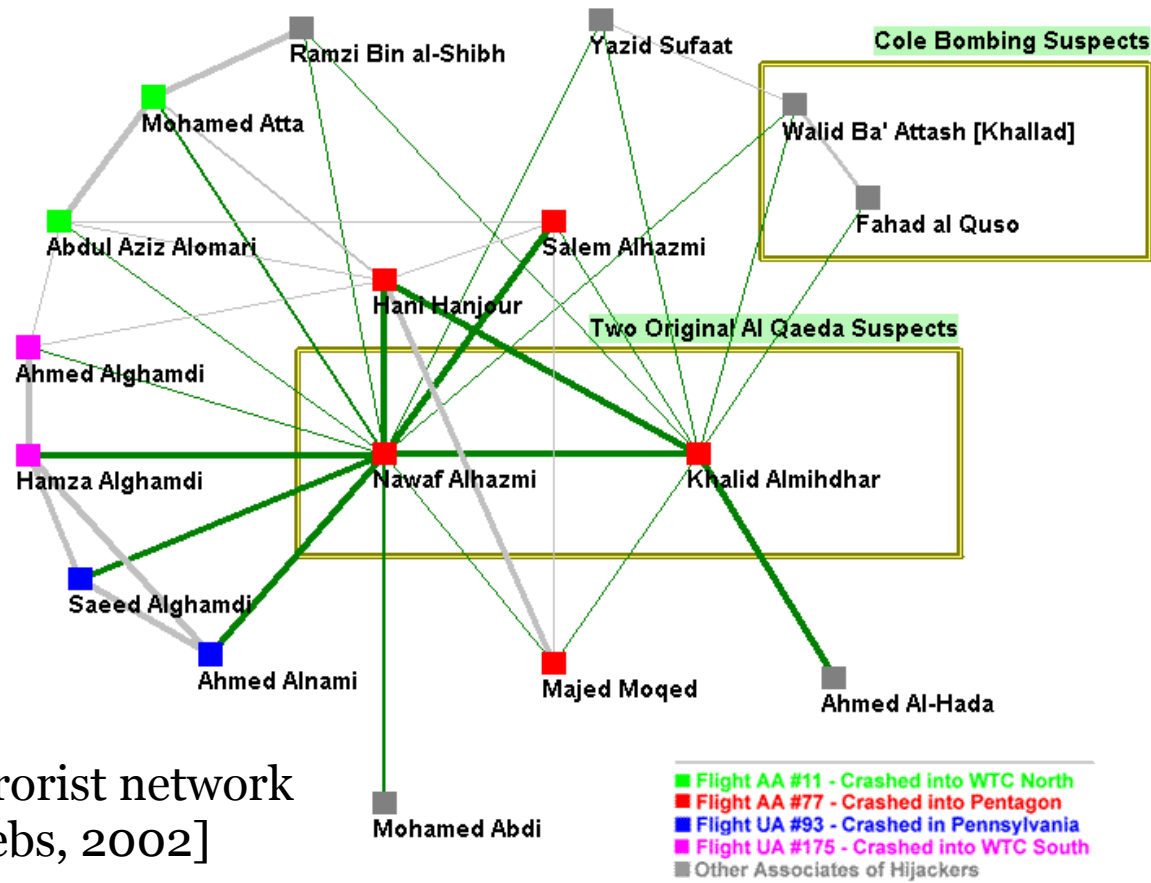 Ramzi Bin al-Shibh
Yazid Sufaat
Cole Bombing Suspects
Mohamed Atta
Walid Ba' Attash [Khallad]
Fahad al Quso
Abdul Aziz Alomari
Salem Alhazmi
Hani Hanjour
Two Original Al Qaeda Suspects
Ahmed Alghamdi
Hamza Alghamdi
Nawaf Alhazmi
Khalid Almihdhar
Saeed Alghamdi
Ahmed Alnami
Majed Moqed
Ahmed Al-Hada
Mohamed Abdi
rorist network
ebs, 2002]
Flight AA #11 - Crashed into WTC North
Flight AA #77 - Crashed into Pentagon
Flight UA #93 - Crashed in Pennsylvania
Flight UA #175 - Crashed into WTC South
Other Associates of Hijackers